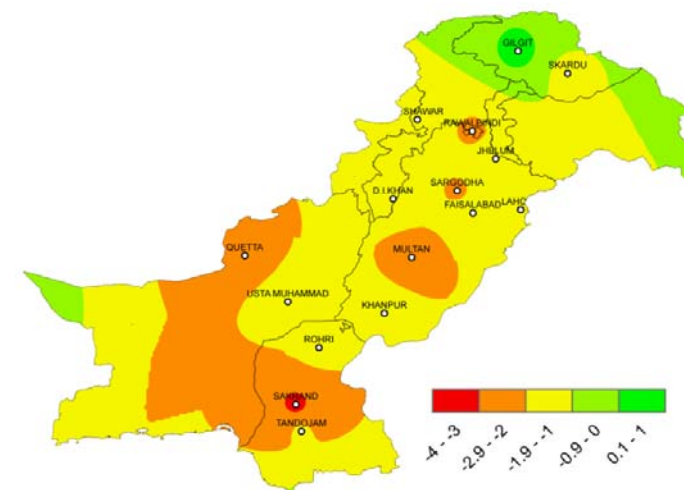 GILGIT
SKARDU
SHAWAR
RAWALPINDI
JHELUM
D.I.KHAN
SARGODHA
FAISALABAD
LAHO
QUETTA
MULTAN
USTA MUHAMMAD
KHANPUR
ROHRI
SAKRAND
TANDOJAM
-4 - -3
-2.9 - -2
-1.9 - -1
-0.9 - 0
0.1 - 1